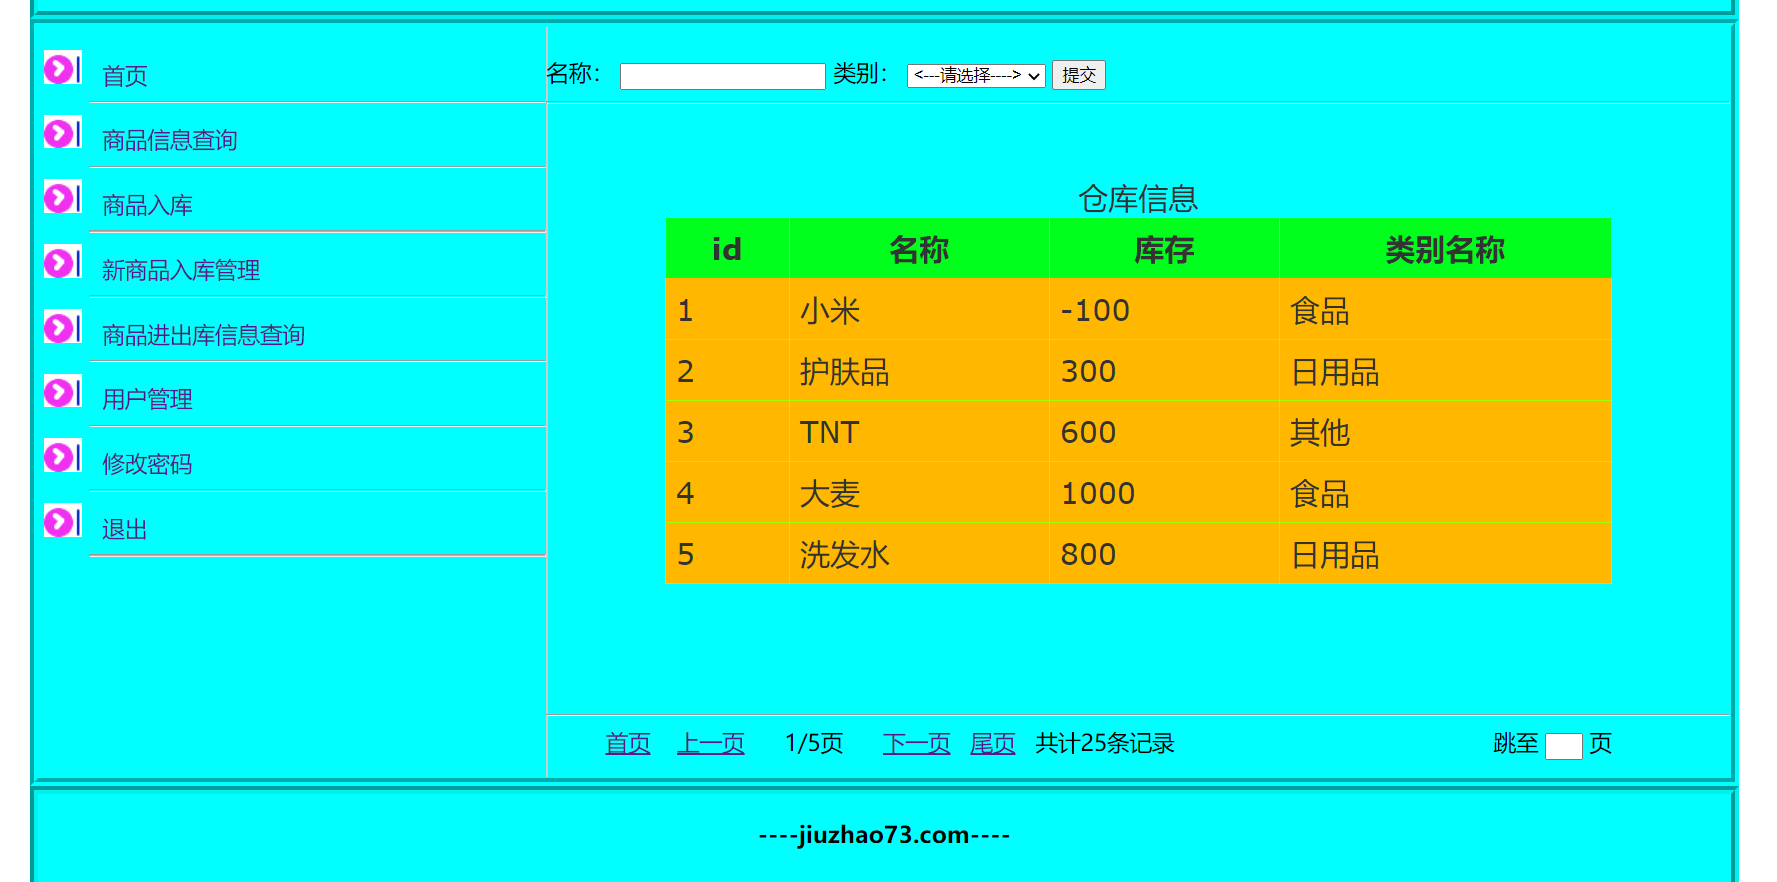 首页
商品信息查询
商品入库
新商品入库管理
商品进出库信息查询
用户管理
修改密码
退出
名称： 类别： <---请选择----> 提交
仓库信息
id 名称 库存 类别名称
1 小米 -100 食品
2 护肤品 300 日用品
3 TNT 600 其他
4 大麦 1000 食品
5 洗发水 800 日用品
首页 上一页 1/5页 下一页 尾页 共计25条记录 跳至 页
----jiuzhao73.com----